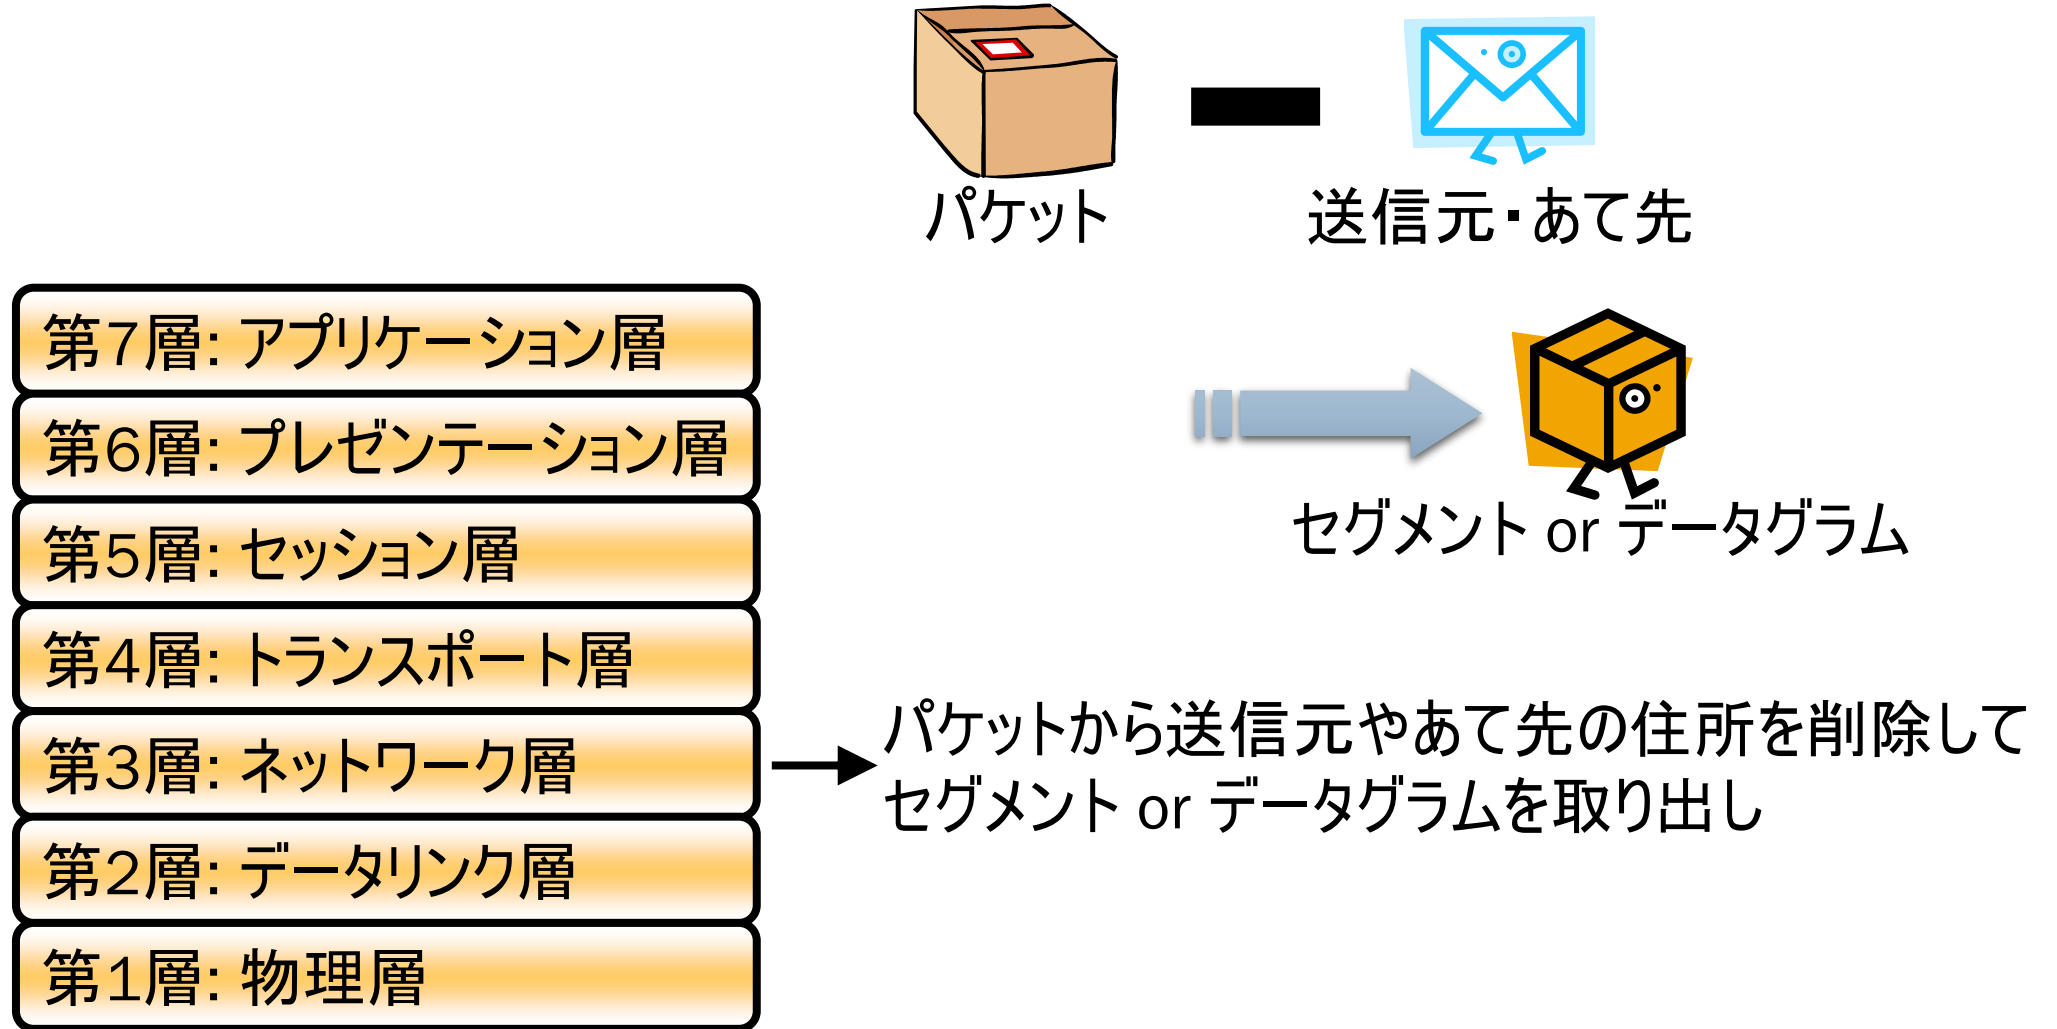 パケット
送信元・あて先
セグメント or データグラム
第7層: アプリケーション層
第6層: プレゼンテーション層
第5層: セッション層
第4層: トランスポート層
第3層: ネットワーク層
第2層: データリンク層
第1層: 物理層
パケットから送信元やあて先の住所を削除して
セグメント or データグラムを取り出し